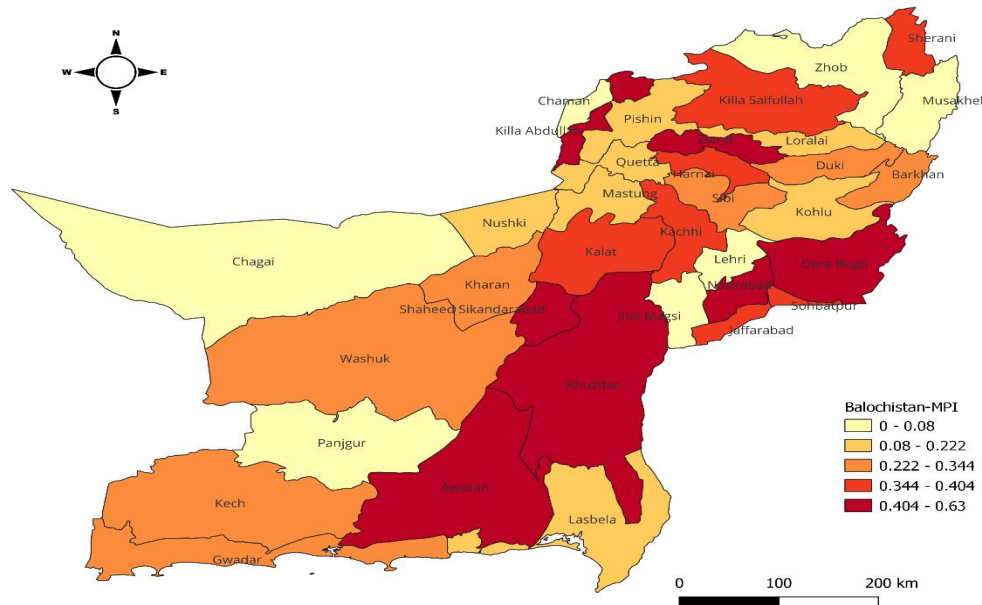 N
W E
S
Sherani
Zhob
Chaman
Killa Saifullah
Musakhel
Pishin
Killa Abdullah
Ziarat
Loralai
Quetta
Harnai
Duki
Barkhan
Mastung
Sibi
Kohlu
Nushki
Kachhi
Kalat
Lehri
Chagai
Dera Bugti
Kharan
Nasirabad
Shaheed Sikandarabad
Sohbatpur
Jhal Magsi
Jaffarabad
Washuk
Khuzdar
Balochistan-MPI
0 - 0.08
0.08 - 0.222
0.222 - 0.344
0.344 - 0.404
0.404 - 0.63
Panjgur
Awaran
Kech
Lasbela
Gwadar
0 100 200 km